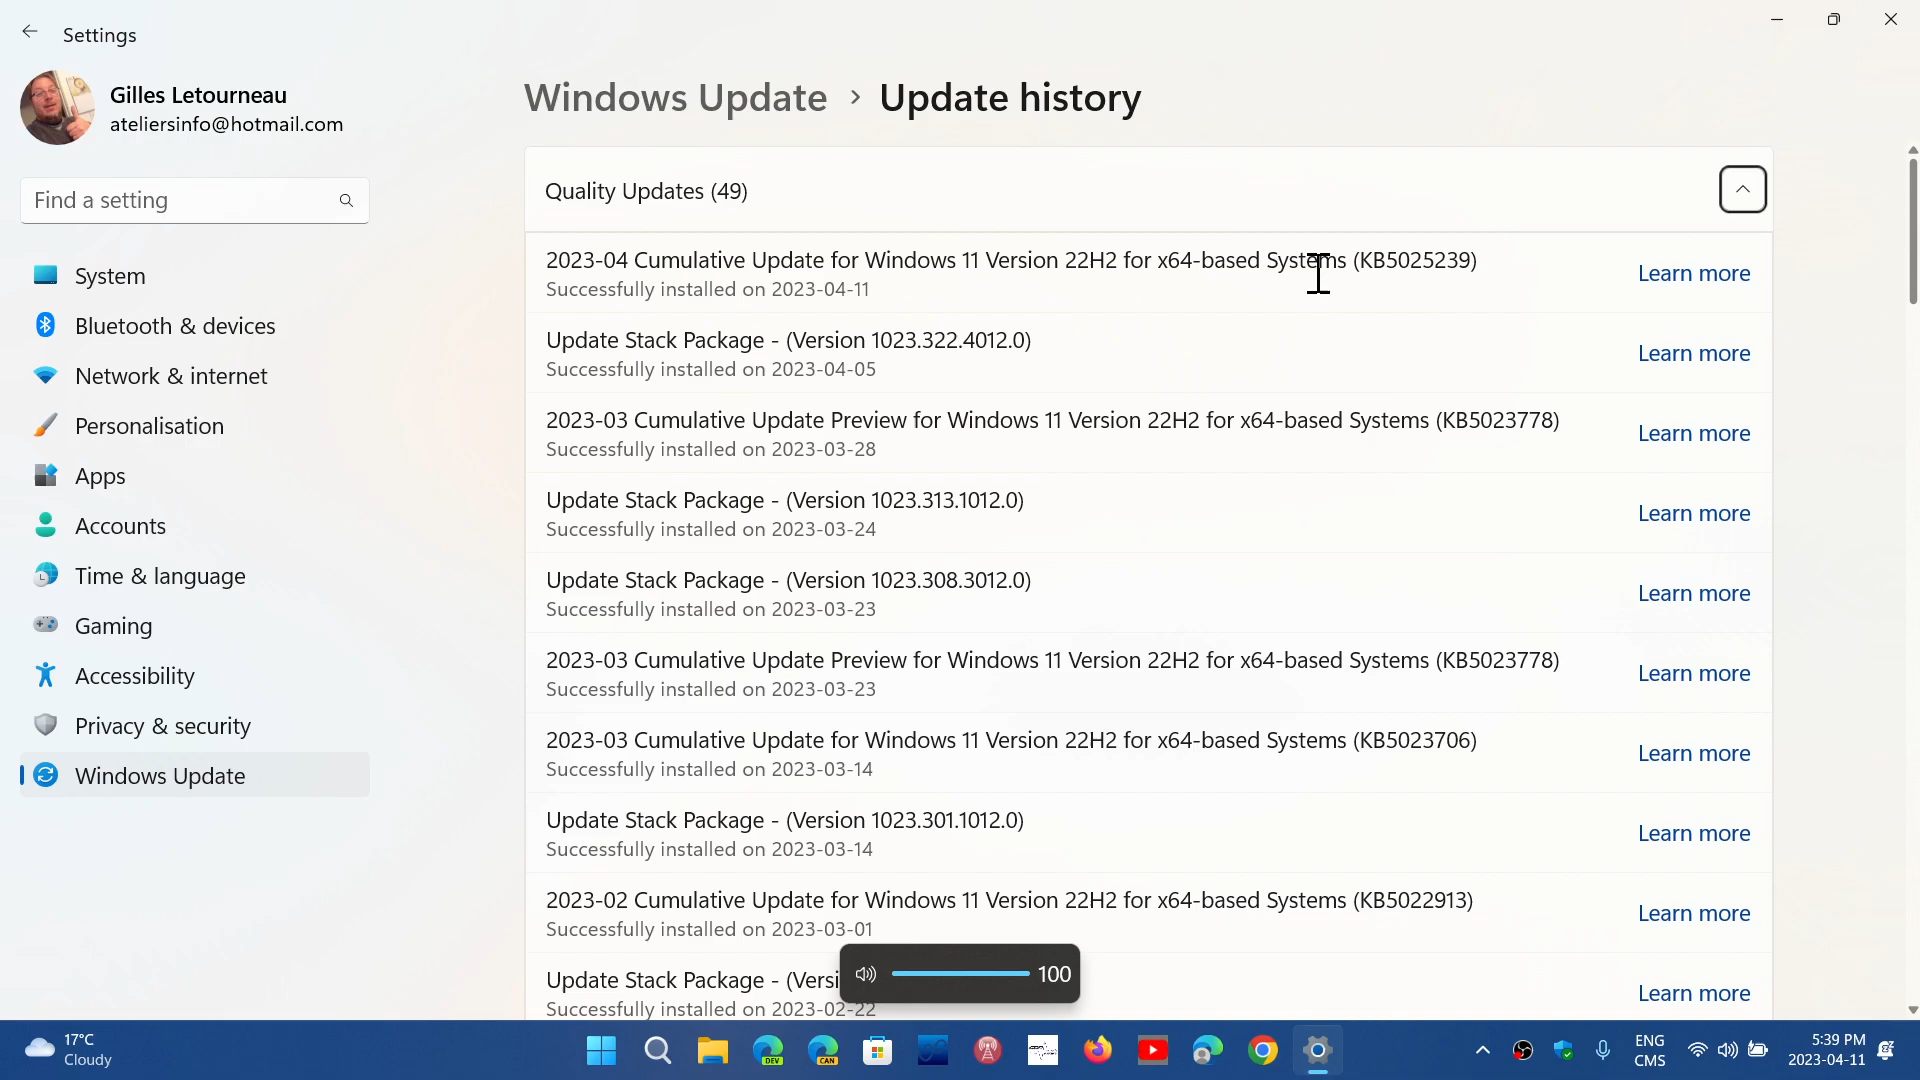 Settings
Gilles Letourneau
ateliersinfo@hotmail.com
Find a setting
System
Bluetooth & devices
Network & internet
Personalisation
Apps
Accounts
Time & language
Gaming
Accessibility
Privacy & security
Windows Update
Windows Update > Update history
Quality Updates (49)
2023-04 Cumulative Update for Windows 11 Version 22H2 for x64-based Systems (KB5025239)
Successfully installed on 2023-04-11
Learn more
Update Stack Package - (Version 1023.322.4012.0)
Successfully installed on 2023-04-05
Learn more
2023-03 Cumulative Update Preview for Windows 11 Version 22H2 for x64-based Systems (KB5023778)
Successfully installed on 2023-03-28
Learn more
Update Stack Package - (Version 1023.313.1012.0)
Successfully installed on 2023-03-24
Learn more
Update Stack Package - (Version 1023.308.3012.0)
Successfully installed on 2023-03-23
Learn more
2023-03 Cumulative Update Preview for Windows 11 Version 22H2 for x64-based Systems (KB5023778)
Successfully installed on 2023-03-23
Learn more
2023-03 Cumulative Update for Windows 11 Version 22H2 for x64-based Systems (KB5023706)
Successfully installed on 2023-03-14
Learn more
Update Stack Package - (Version 1023.301.1012.0)
Successfully installed on 2023-03-14
Learn more
2023-02 Cumulative Update for Windows 11 Version 22H2 for x64-based Systems (KB5022913)
Successfully installed on 2023-03-01
Learn more
Update Stack Package - (Versi
Successfully installed on 2023-02-22
Learn more
100
17°C
Cloudy
DEV
CAN
ENG
CMS
5:39 PM
2023-04-11